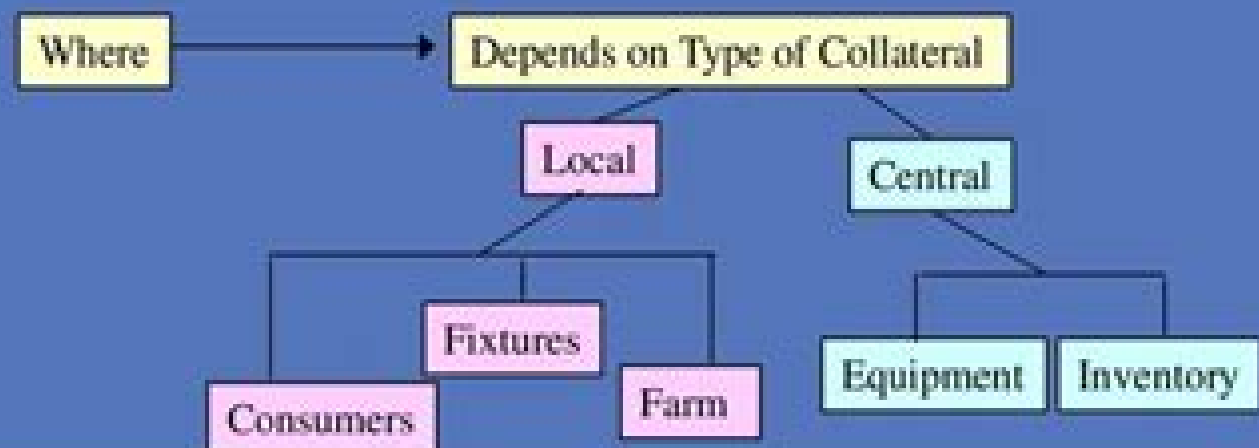 Where
Depends on Type of Collateral
Local
Central
Fixtures
Equipment
Inventory
Farm
Consumers